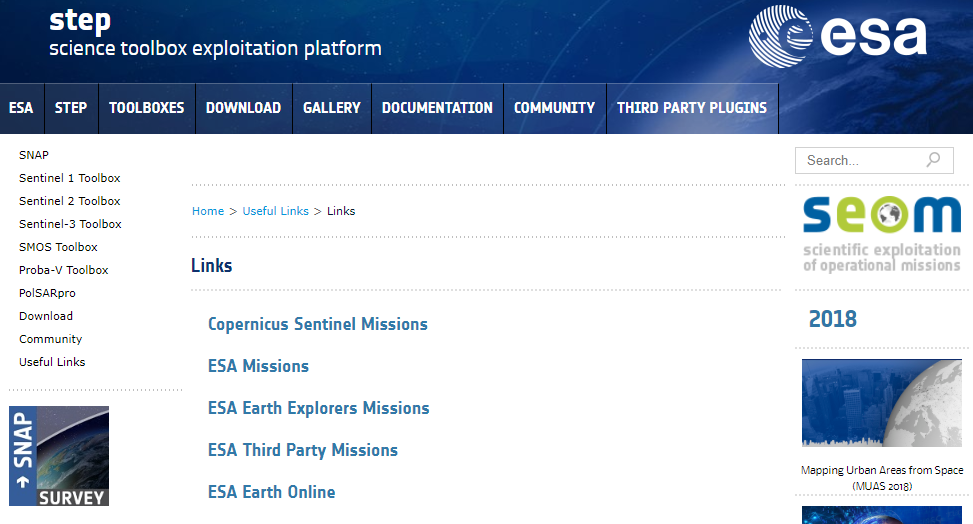 step
science toolbox exploitation platform
esa
ESA STEP TOOLBOXES DOWNLOAD GALLERY DOCUMENTATION COMMUNITY THIRD PARTY PLUGINS
SNAP
Sentinel 1 Toolbox
Sentinel 2 Toolbox
Sentinel-3 Toolbox
SMOS Toolbox
Proba-V Toolbox
PolSARpro
Download
Community
Useful Links
SNAP
SURVEY
Home > Useful Links > Links
Links
Copernicus Sentinel Missions
ESA Missions
ESA Earth Explorers Missions
ESA Third Party Missions
ESA Earth Online
Search...
seom
scientific exploitation
of operational missions
2018
Mapping Urban Areas from Space
(MUAS 2018)